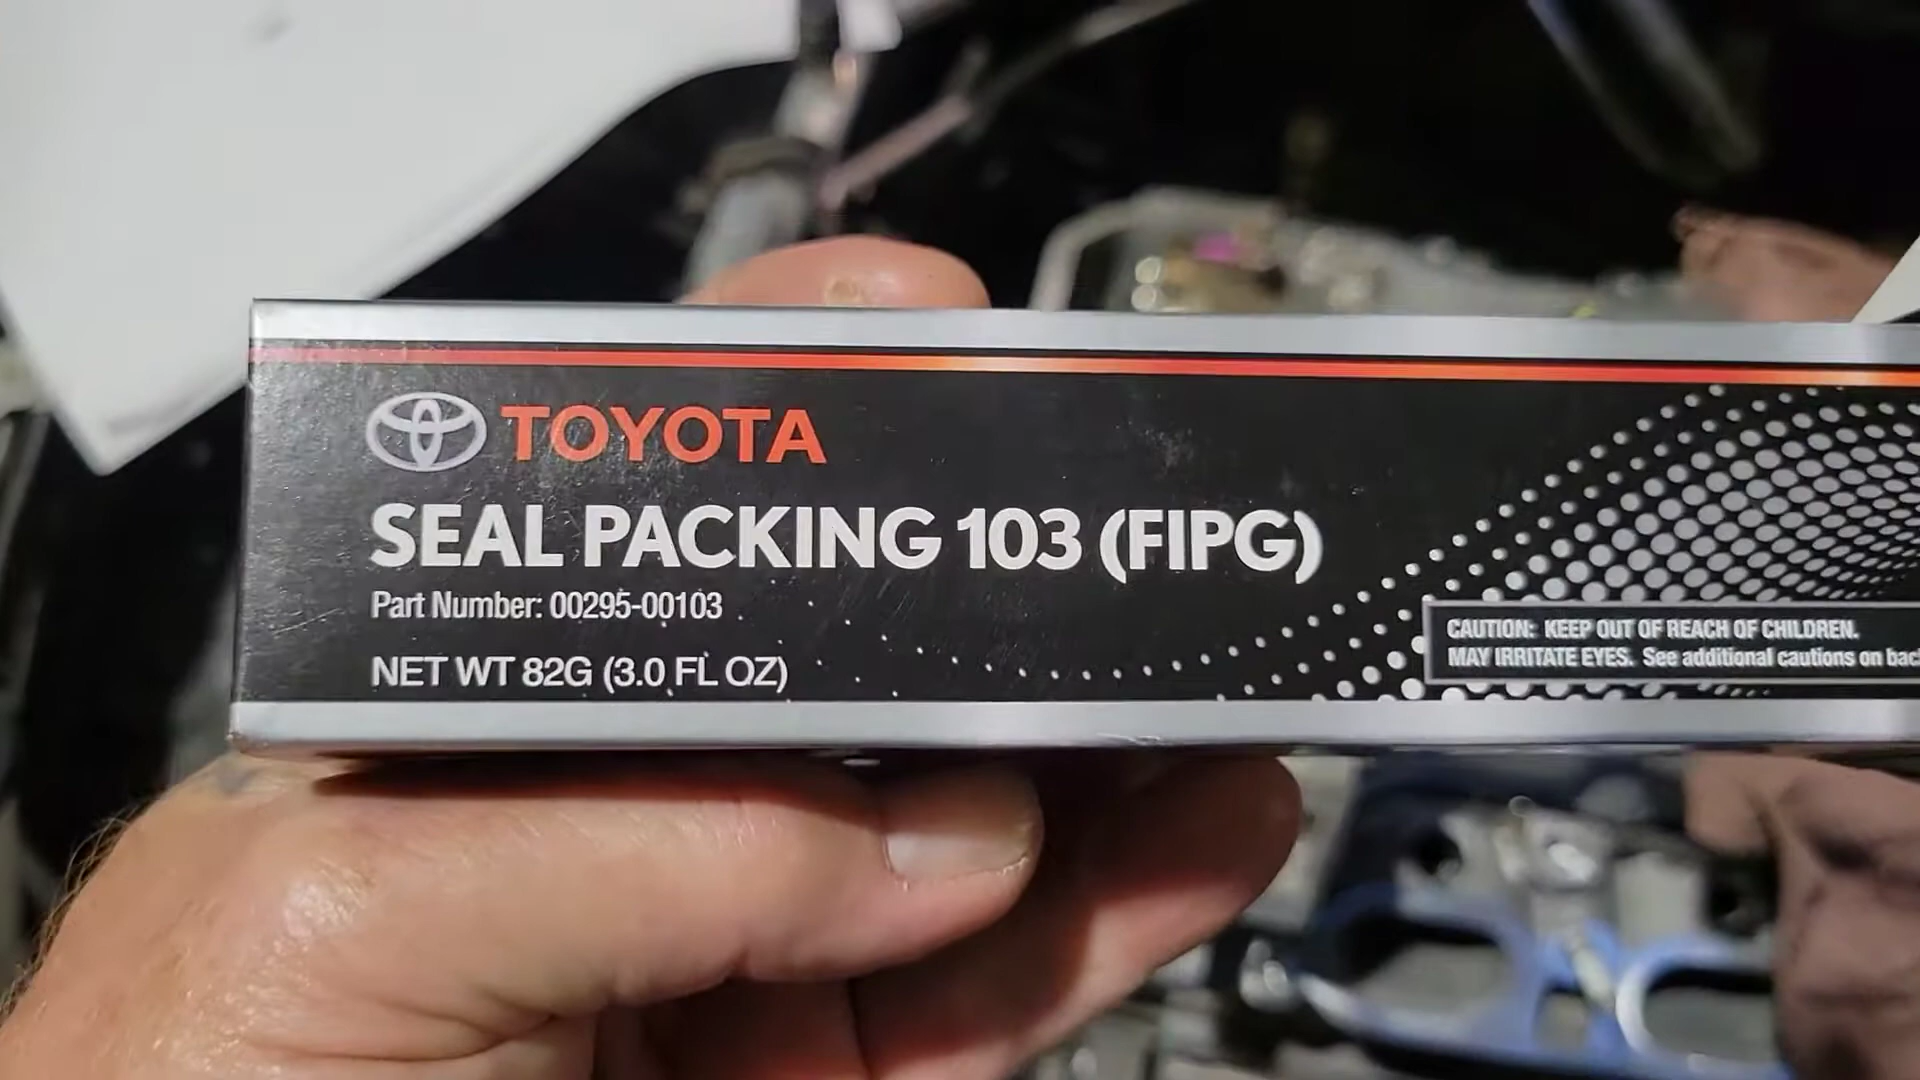 TOYOTA
SEAL PACKING 103 (FIPG)
Part Number: 00295-00103
NET WT 82G (3.0 FL OZ)
CAUTION: KEEP OUT OF REACH OF CHILDREN.
MAY IRRITATE EYES. See additional cautions on bac